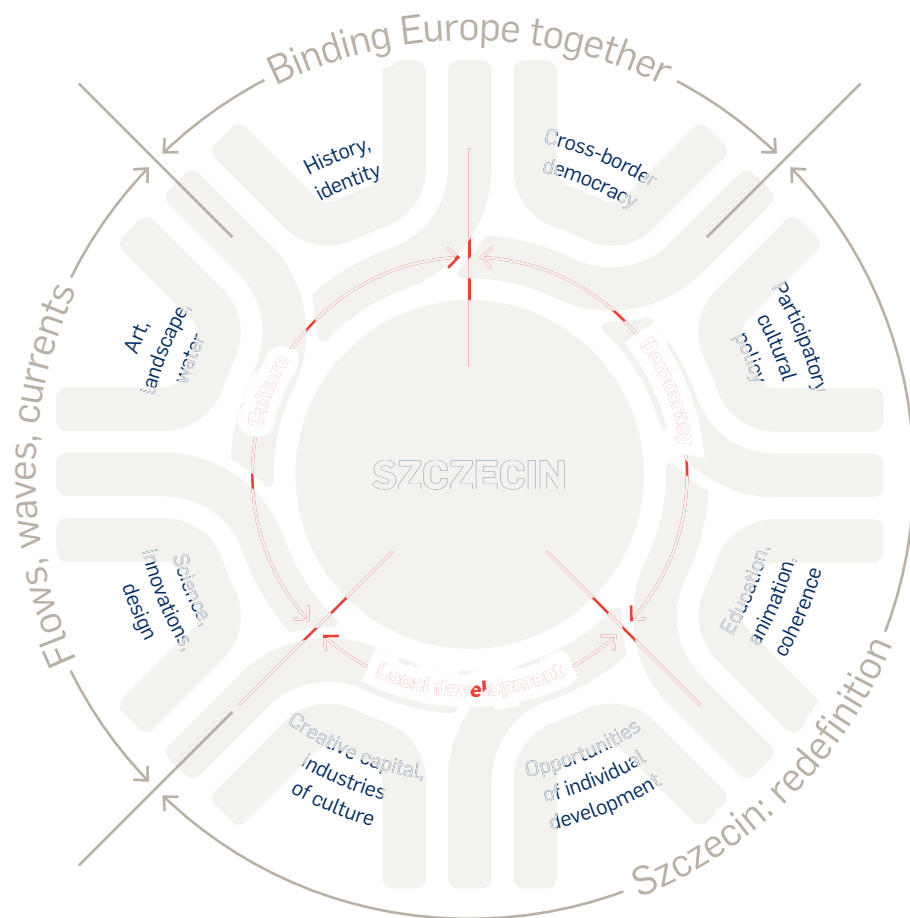 Binding Europe together
History,
identity
Cross-border
democracy
Art,
landscape,
water
Participatory
cultural
policy
Flows, waves, currents
Culture
Democrasy
SZCZECIN
Science,
innovations,
design
Education,
animation,
coherence
Local development
Creative capital,
industries
of culture
Opportunities
of individual
development
Szczecin: redefinition